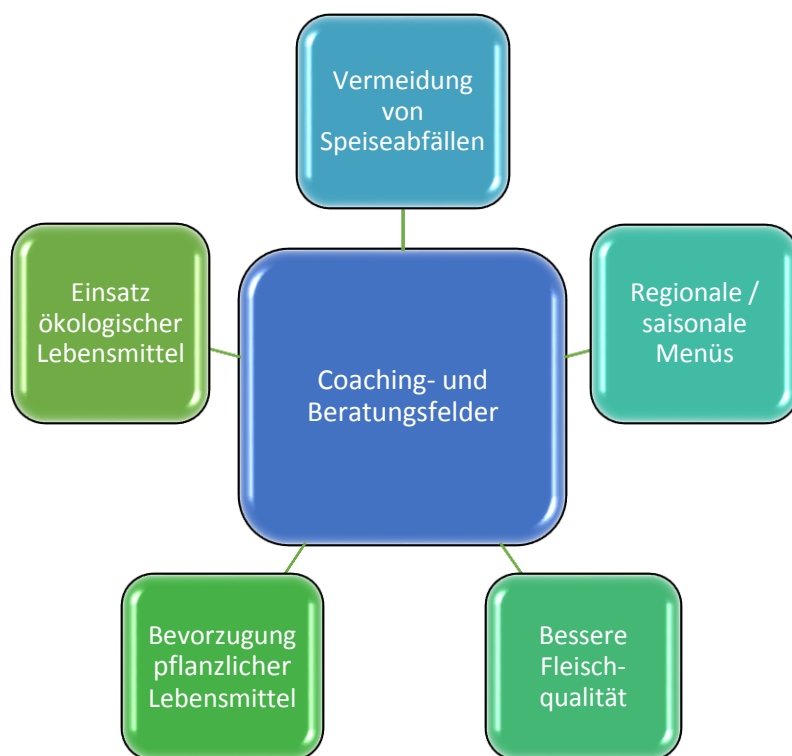 Vermeidung
von
Speiseabfällen
Einsatz
ökologischer
Lebensmittel
Regionale /
saisonale
Menüs
Coaching- und
Beratungsfelder
Bevorzugung
pflanzlicher
Lebensmittel
Bessere
Fleisch-
qualität